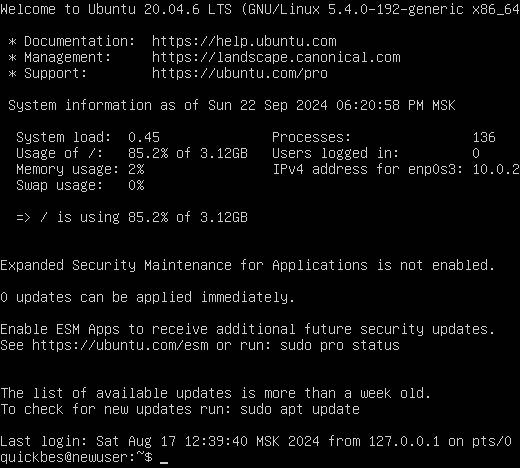 Welcome to Ubuntu 20.04.6 LTS (GNU/Linux 5.4.0-192-generic x86_64
* Documentation:  https://help.ubuntu.com
* Management:     https://landscape.canonical.com
* Support:        https://ubuntu.com/pro
System information as of Sun 22 Sep 2024 06:20:58 PM MSK
System load:  0.45               Processes:               136
Usage of /:   85.2% of 3.12GB   Users logged in:         0
Memory usage: 2%                 IPv4 address for enp0s3: 10.0.2
Swap usage:   0%
=> / is using 85.2% of 3.12GB
Expanded Security Maintenance for Applications is not enabled.
0 updates can be applied immediately.
Enable ESM Apps to receive additional future security updates.
See https://ubuntu.com/esm or run: sudo pro status
The list of available updates is more than a week old.
To check for new updates run: sudo apt update
Last login: Sat Aug 17 12:39:40 MSK 2024 from 127.0.0.1 on pts/0
quickbes@newuser:~$ _